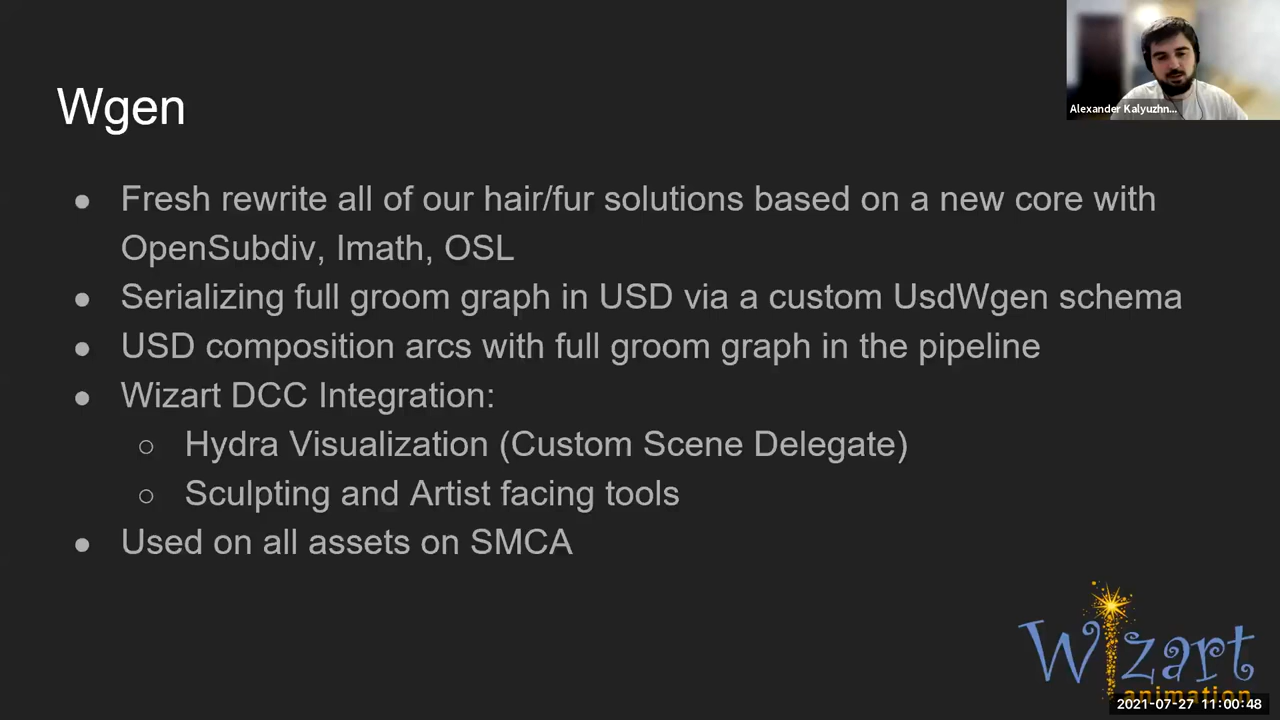 Alexander Kalyuzhn...
Wgen
● Fresh rewrite all of our hair/fur solutions based on a new core with
OpenSubdiv, Imath, OSL
● Serializing full groom graph in USD via a custom UsdWgen schema
● USD composition arcs with full groom graph in the pipeline
● Wizart DCC Integration:
○ Hydra Visualization (Custom Scene Delegate)
○ Sculpting and Artist facing tools
● Used on all assets on SMCA
Wizart
animation
2021-07-27 11:00:48